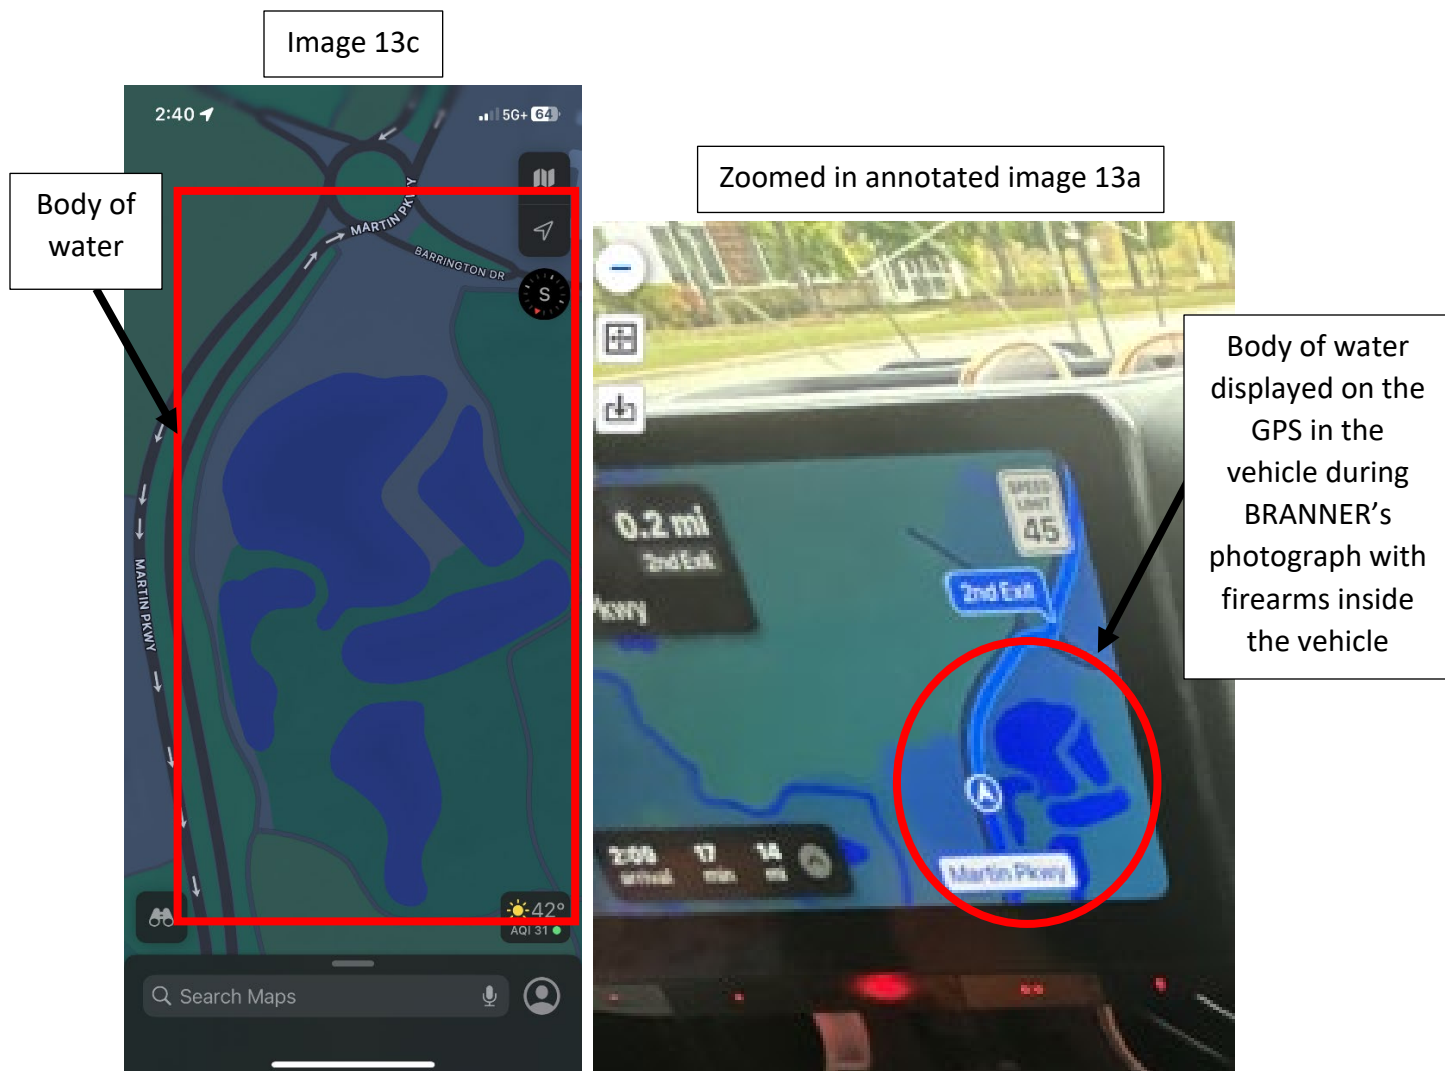 Image 13c
2:40
5G+ 64
Body of
water
MARTIN PKWY
BARRINGTON DR
S
MARTIN PKWY
42°
AQI 31
Search Maps
Zoomed in annotated image 13a
0.2 mi
2nd Exit
Pkwy
SPEED
LIMIT
45
2nd Exit
2:09 17 14
arrival min mi
Martin Pkwy
Body of water
displayed on the
GPS in the
vehicle during
BRANNER’s
photograph with
firearms inside
the vehicle